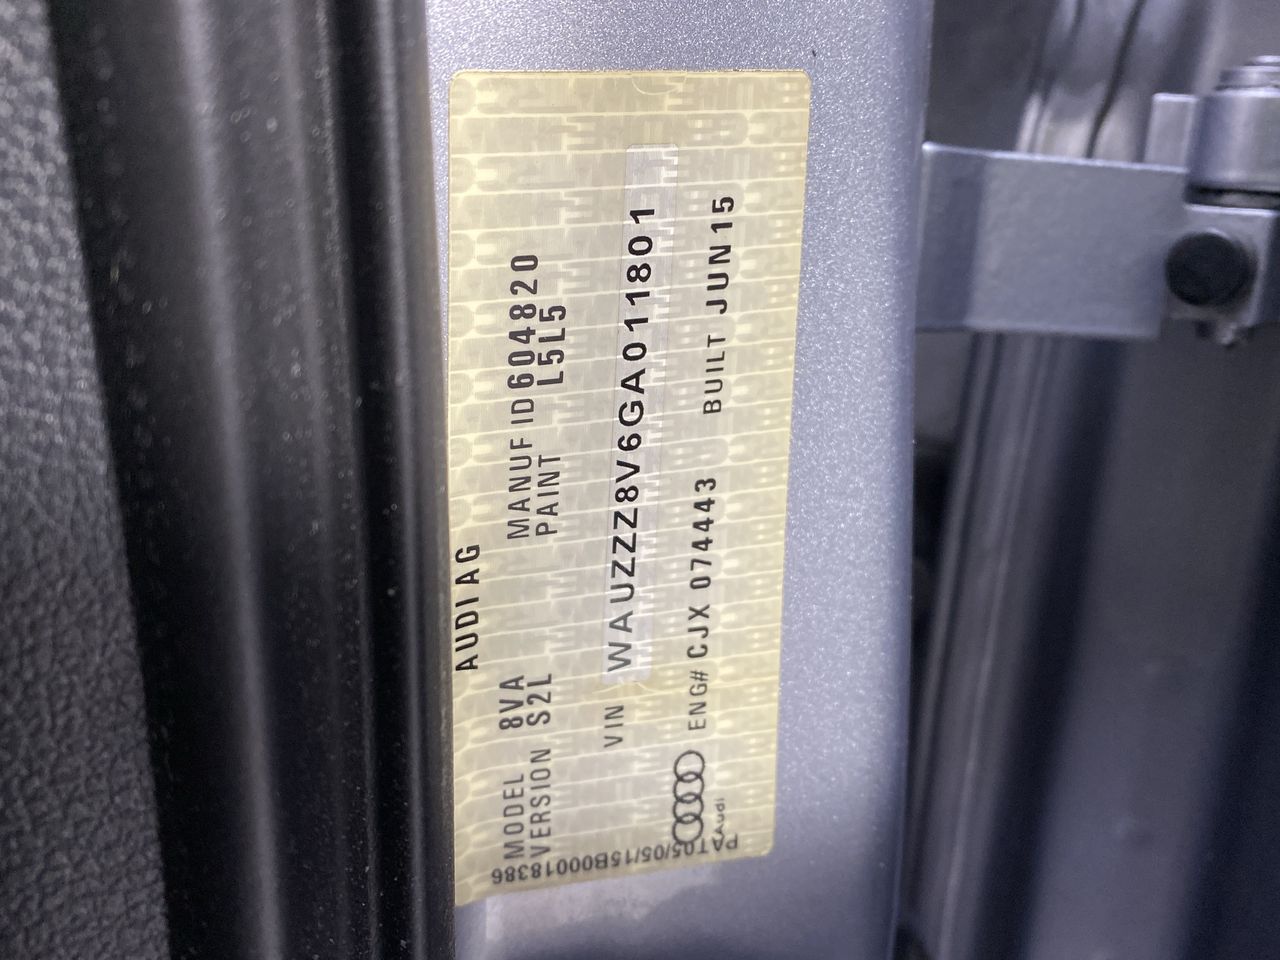 AUDI AG
MODEL 8VA MANUF ID 604820
VERSION S2L PAINT L5L5
VIN WAUZZZ8V6GA011801
ENG# CJX 074443 BUILT JUN15
Audi
PAT05/05/15B00018386